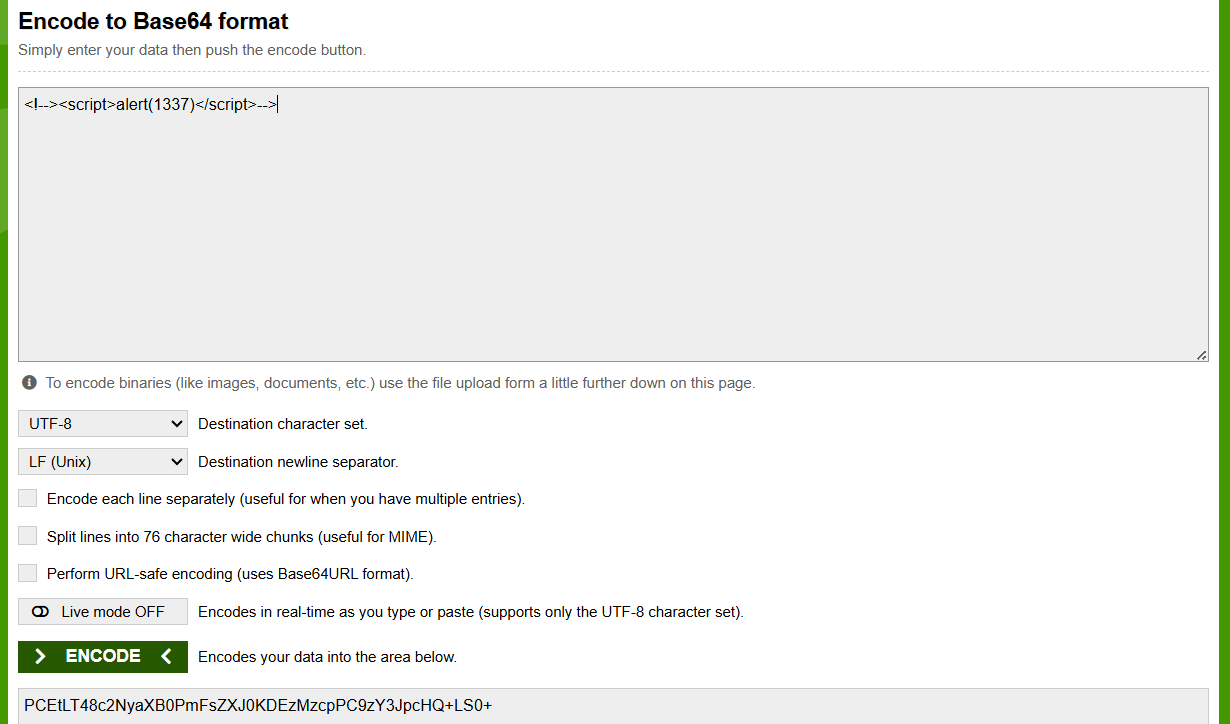 Encode to Base64 format
Simply enter your data then push the encode button.
<!--><script>alert(1337)</script>-->
To encode binaries (like images, documents, etc.) use the file upload form a little further down on this page.
UTF-8 Destination character set.
LF (Unix) Destination newline separator.
Encode each line separately (useful for when you have multiple entries).
Split lines into 76 character wide chunks (useful for MIME).
Perform URL-safe encoding (uses Base64URL format).
Live mode OFF Encodes in real-time as you type or paste (supports only the UTF-8 character set).
ENCODE Encodes your data into the area below.
PCEtLT48c2NyaXB0PmFsZXJ0KDEzMzcpPC9zY3JpcHQ+LS0+